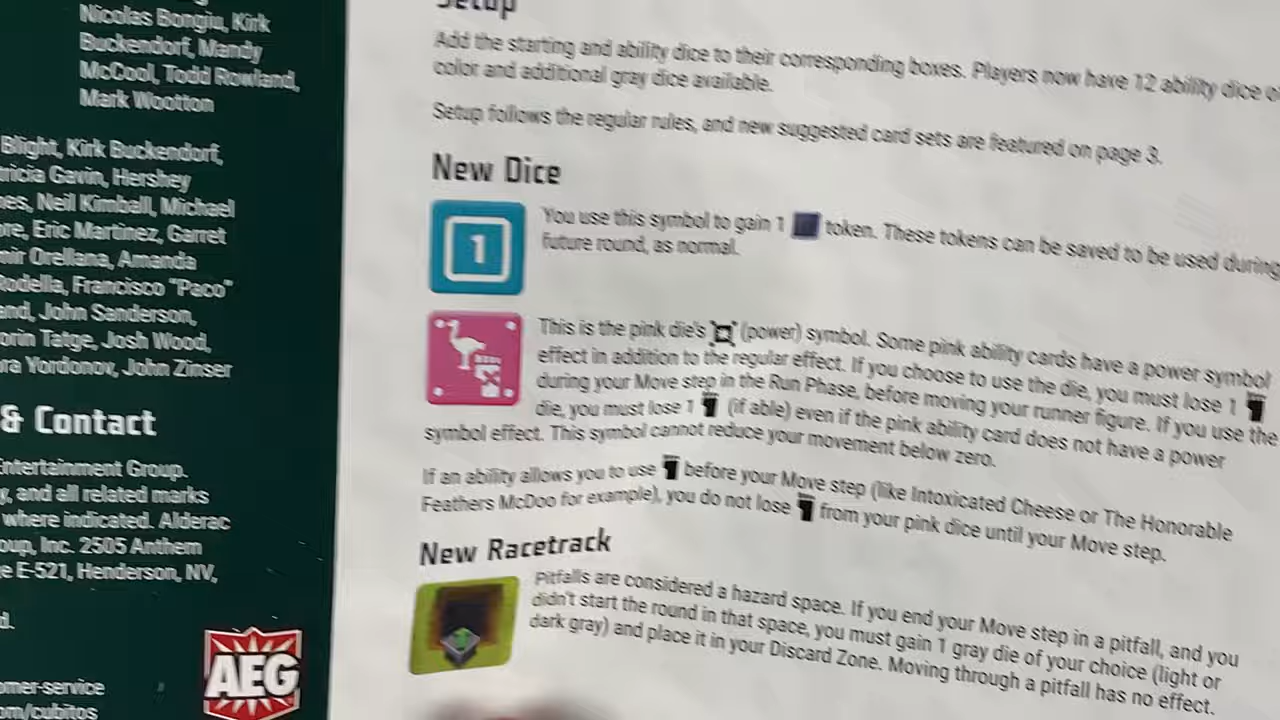 Nicolas Bongiu, Kirk
Buckendorf, Mandy
McCool, Todd Rowland,
Mark Wootton
Blight, Kirk Buckendorf,
tricia Gavin, Hershey
nes, Neil Kimball, Michael
ore, Eric Martinez, Garret
mir Orellana, Amanda
Rodella, Francisco "Paco"
and, John Sanderson,
orin Tatge, Josh Wood,
ura Yordonov, John Zinser
& Contact
Entertainment Group.
y, and all related marks
where indicated. Alderac
oup, Inc. 2505 Anthem
e E-521, Henderson, NV,
d.
AEG
omer-service
om/cubitos
Setup
Add the starting and ability dice to their corresponding boxes. Players now have 12 ability dice of
color and additional gray dice available.
Setup follows the regular rules, and new suggested card sets are featured on page 3.
New Dice
1
You use this symbol to gain 1 token. These tokens can be saved to be used during
future round, as normal.
This is the pink die's (power) symbol. Some pink ability cards have a power symbol
effect in addition to the regular effect. If you choose to use the die, you must lose 1
during your Move step in the Run Phase, before moving your runner figure. If you use the
die, you must lose 1 (if able) even if the pink ability card does not have a power
symbol effect. This symbol cannot reduce your movement below zero.
If an ability allows you to use before your Move step (like Intoxicated Cheese or The Honorable
Feathers McDoo for example), you do not lose from your pink dice until your Move step.
New Racetrack
Pitfalls are considered a hazard space. If you end your Move step in a pitfall, and you
didn't start the round in that space, you must gain 1 gray die of your choice (light or
dark gray) and place it in your Discard Zone. Moving through a pitfall has no effect.